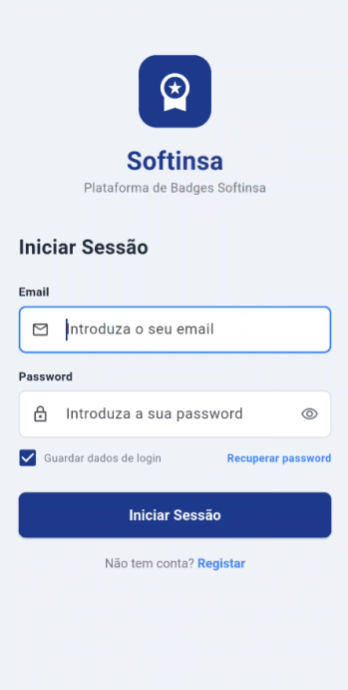 Softinsa
Plataforma de Badges Softinsa
Iniciar Sessão
Email
Introduza o seu email
Password
Introduza a sua password
Guardar dados de login
Recuperar password
Iniciar Sessão
Não tem conta? Registar